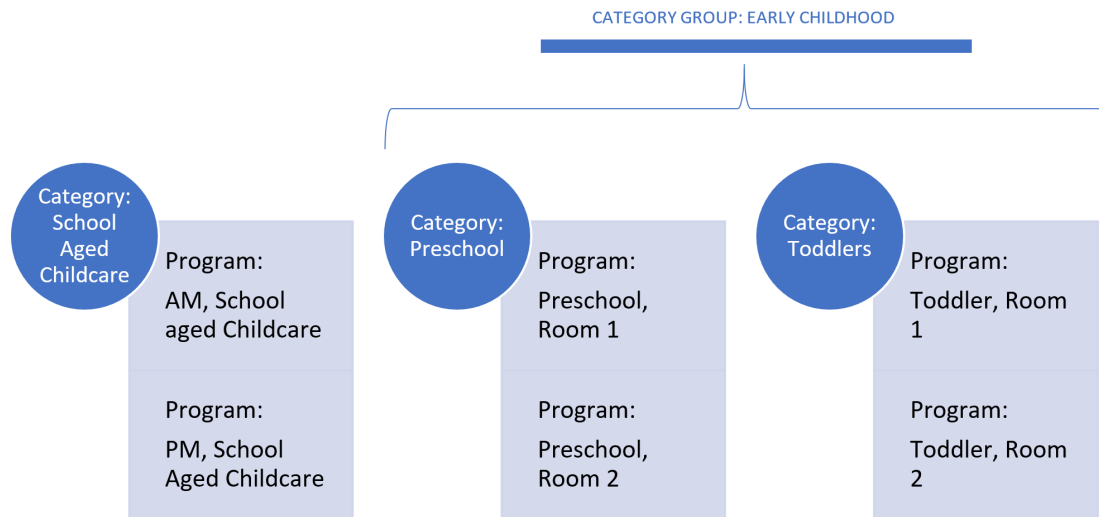 CATEGORY GROUP: EARLY CHILDHOOD
Category:
School
Aged
Childcare
Program:
AM, School
aged Childcare
Program:
PM, School
Aged Childcare
Category:
Preschool
Program:
Preschool,
Room 1
Program:
Preschool,
Room 2
Category:
Toddlers
Program:
Toddler, Room
1
Program:
Toddler, Room
2